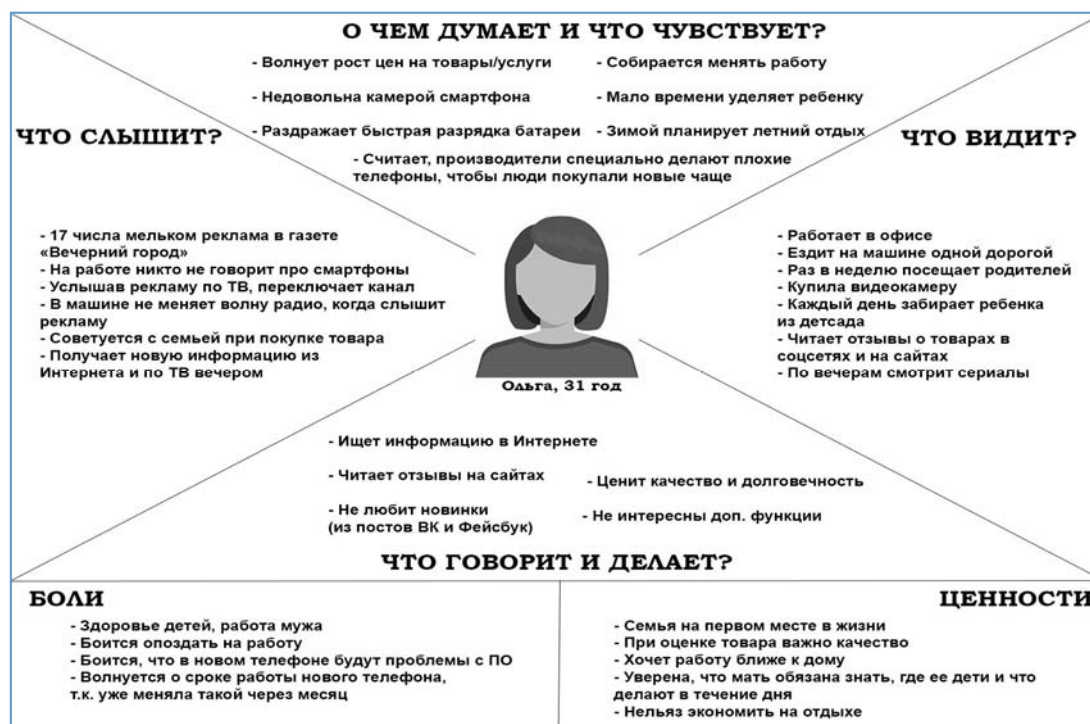 О ЧЕМ ДУМАЕТ И ЧТО ЧУВСТВУЕТ?
- Волнует рост цен на товары/услуги
- Собирается менять работу
- Недовольна камерой смартфона
- Мало времени уделяет ребенку
- Раздражает быстрая разрядка батареи
- Зимой планирует летний отдых
- Считает, производители специально делают плохие
телефоны, чтобы люди покупали новые чаще
ЧТО СЛЫШИТ?
- 17 числа мельком реклама в газете
«Вечерний город»
- На работе никто не говорит про смартфоны
- Услышав рекламу по ТВ, переключает канал
- В машине не меняет волну радио, когда слышит
рекламу
- Советуется с семьей при покупке товара
- Получает новую информацию из
Интернета и по ТВ вечером
ЧТО ВИДИТ?
- Работает в офисе
- Ездит на машине одной дорогой
- Раз в неделю посещает родителей
- Купила видеокамеру
- Каждый день забирает ребенка
из детсада
- Читает отзывы о товарах в
соцсетях и на сайтах
- По вечерам смотрит сериалы
Ольга, 31 год
- Ищет информацию в Интернете
- Читает отзывы на сайтах
- Не любит новинки
(из постов ВК и Фейсбук)
- Ценит качество и долговечность
- Не интересны доп. функции
ЧТО ГОВОРИТ И ДЕЛАЕТ?
БОЛИ
- Здоровье детей, работа мужа
- Боится опоздать на работу
- Боится, что в новом телефоне будут проблемы с ПО
- Волнуется о сроке работы нового телефона,
т.к. уже меняла такой через месяц
ЦЕННОСТИ
- Семья на первом месте в жизни
- При оценке товара важно качество
- Хочет работу ближе к дому
- Уверена, что мать обязана знать, где ее дети и что
делают в течение дня
- Нельяз экономить на отдыхе